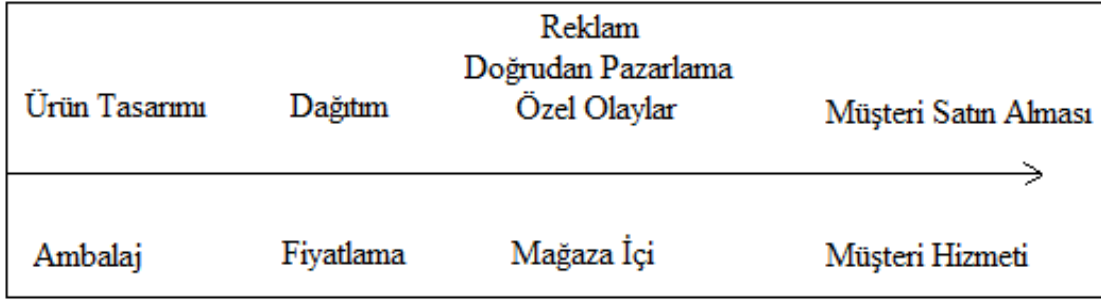 Reklam
Doğrudan Pazarlama
Ürün Tasarımı Dağıtım Özel Olaylar Müşteri Satın Alması
Ambalaj Fiyatlama Mağaza İçi Müşteri Hizmeti